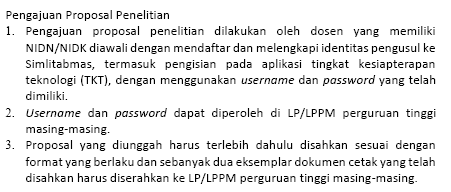 Pengajuan Proposal Penelitian
1. Pengajuan proposal penelitian dilakukan oleh dosen yang memiliki
NIDN/NIDK diawali dengan mendaftar dan melengkapi identitas pengusul ke
Simlitabmas, termasuk pengisian pada aplikasi tingkat kesiapterapan
teknologi (TKT), dengan menggunakan username dan password yang telah
dimiliki.
2. Username dan password dapat diperoleh di LP/LPPM perguruan tinggi
masing-masing.
3. Proposal yang diunggah harus terlebih dahulu disahkan sesuai dengan
format yang berlaku dan sebanyak dua eksemplar dokumen cetak yang telah
disahkan harus diserahkan ke LP/LPPM perguruan tinggi masing-masing.